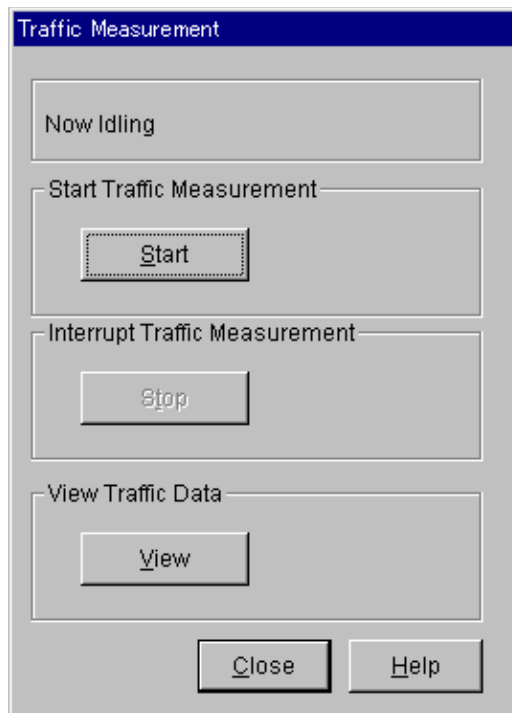 Traffic Measurement
Now Idling
Start Traffic Measurement
Start
Interrupt Traffic Measurement
Stop
View Traffic Data
View
Close Help